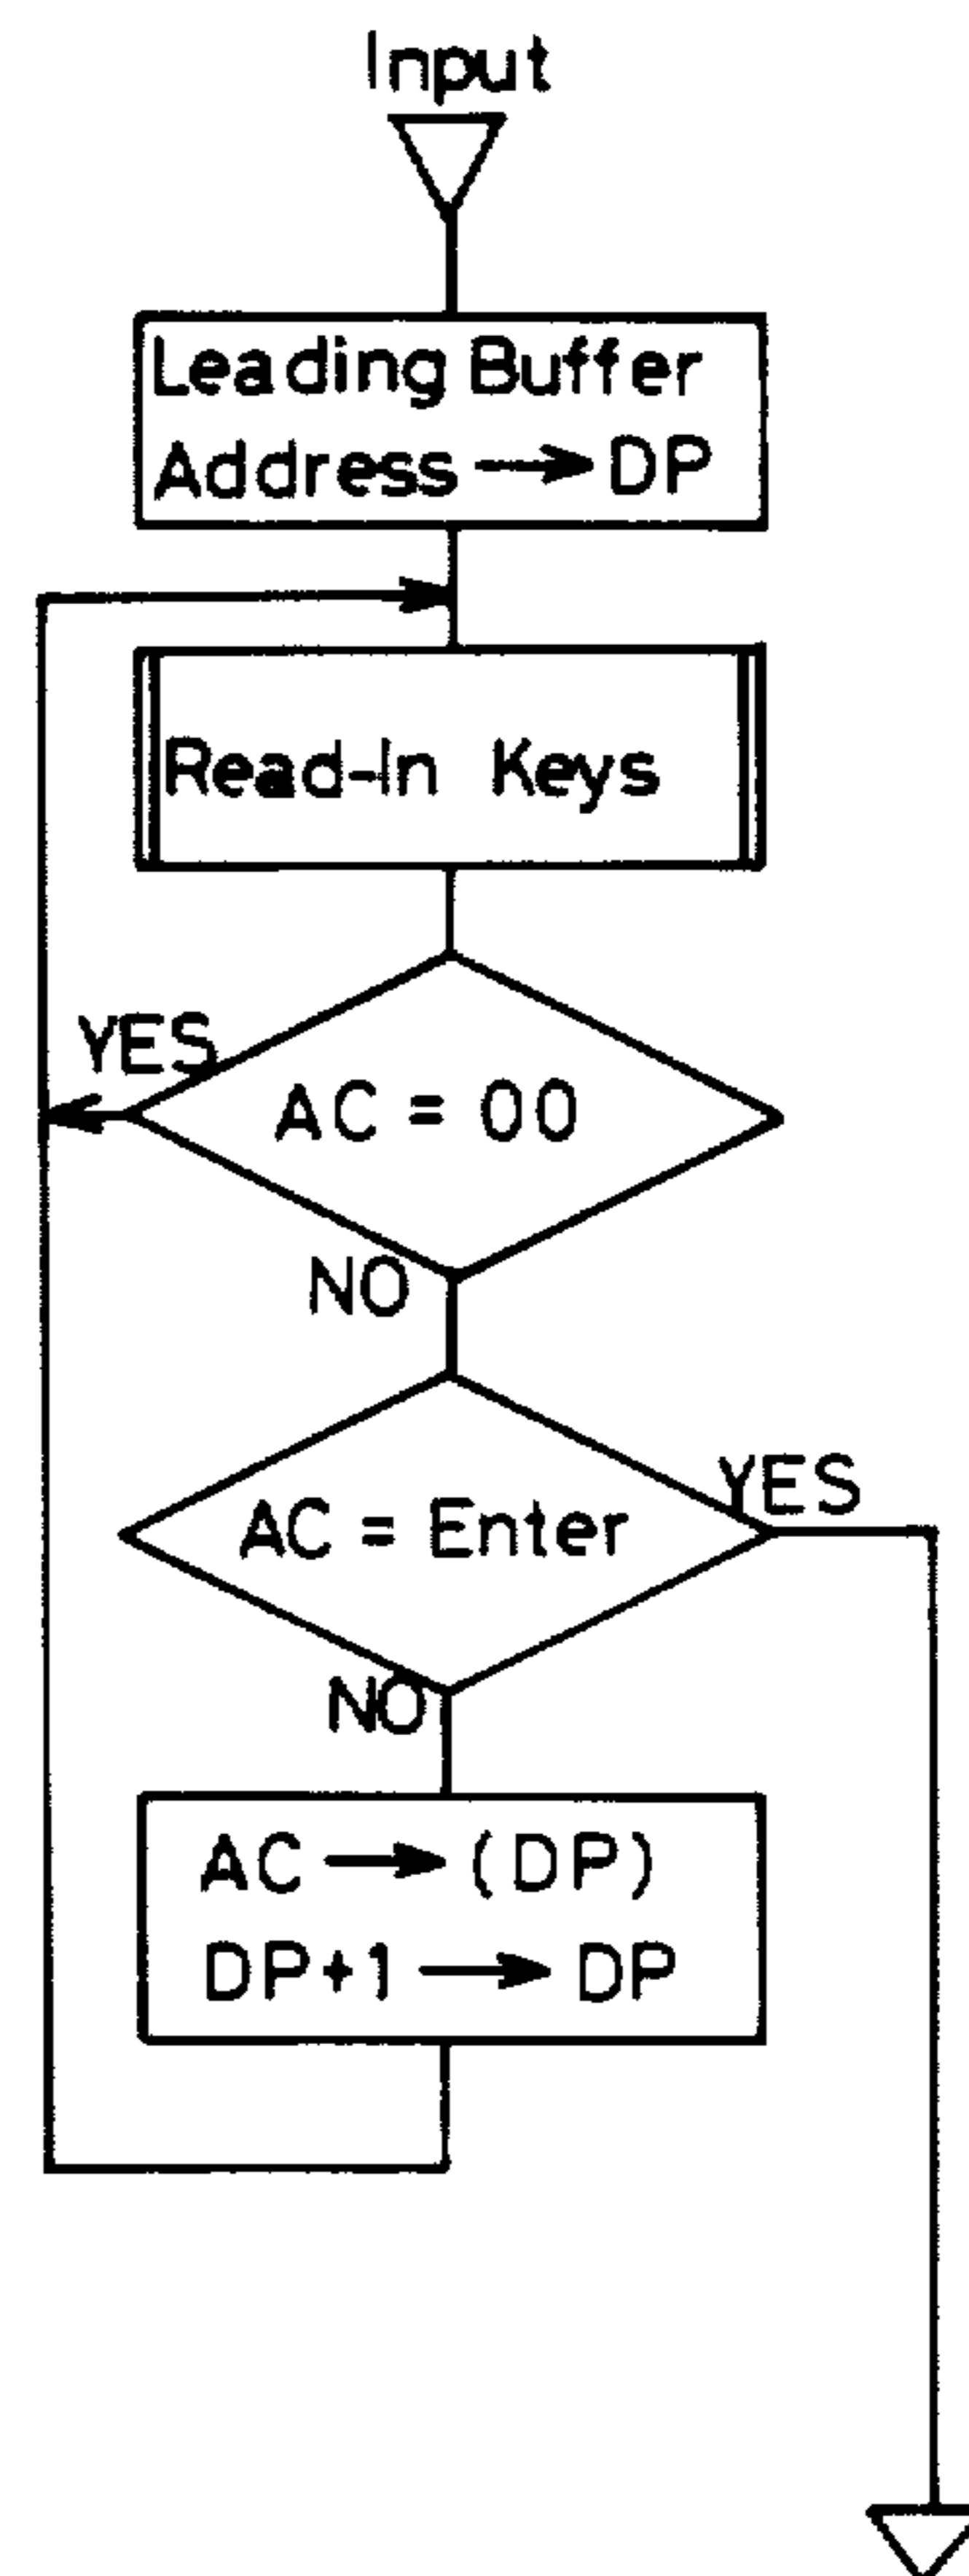 Input
Leading Buffer
Address → DP
Read-In Keys
YES
AC = 00
NO
YES
AC = Enter
NO
AC → (DP)
DP+1 → DP